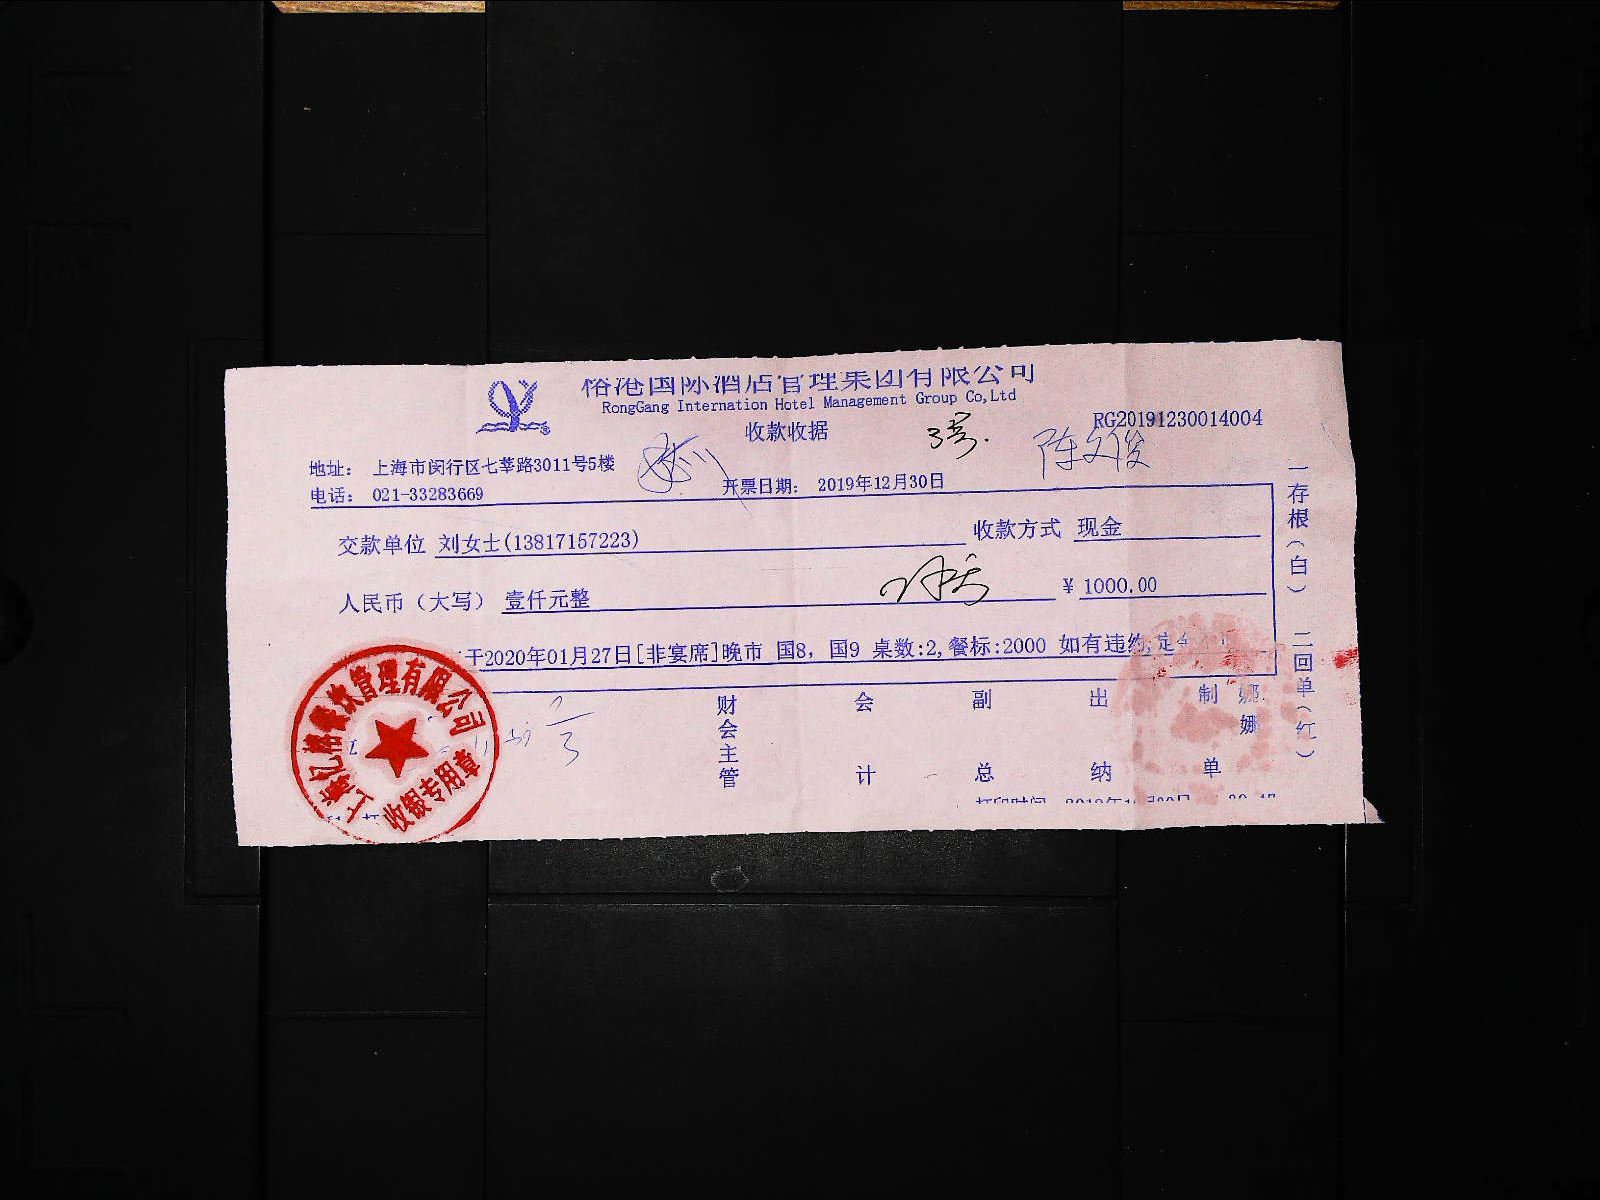 裕港国际酒店管理集团有限公司
RongGang Internation Hotel Management Group Co,Ltd
收款收据
RG20191230014004
陈文俊
地址： 上海市闵行区七莘路3011号5楼
电话： 021-33283669
开票日期： 2019年12月30日
交款单位 刘女士(13817157223)
收款方式 现金
人民币（大写） 壹仟元整
¥ 1000.00
于2020年01月27日[非宴席]晚市 国8，国9 桌数:2,餐标:2000 如有违约,定金
财会主管
会计
副总
出纳
制单
娜娜
3
收银专用章
一存根（白） 二回单（红）